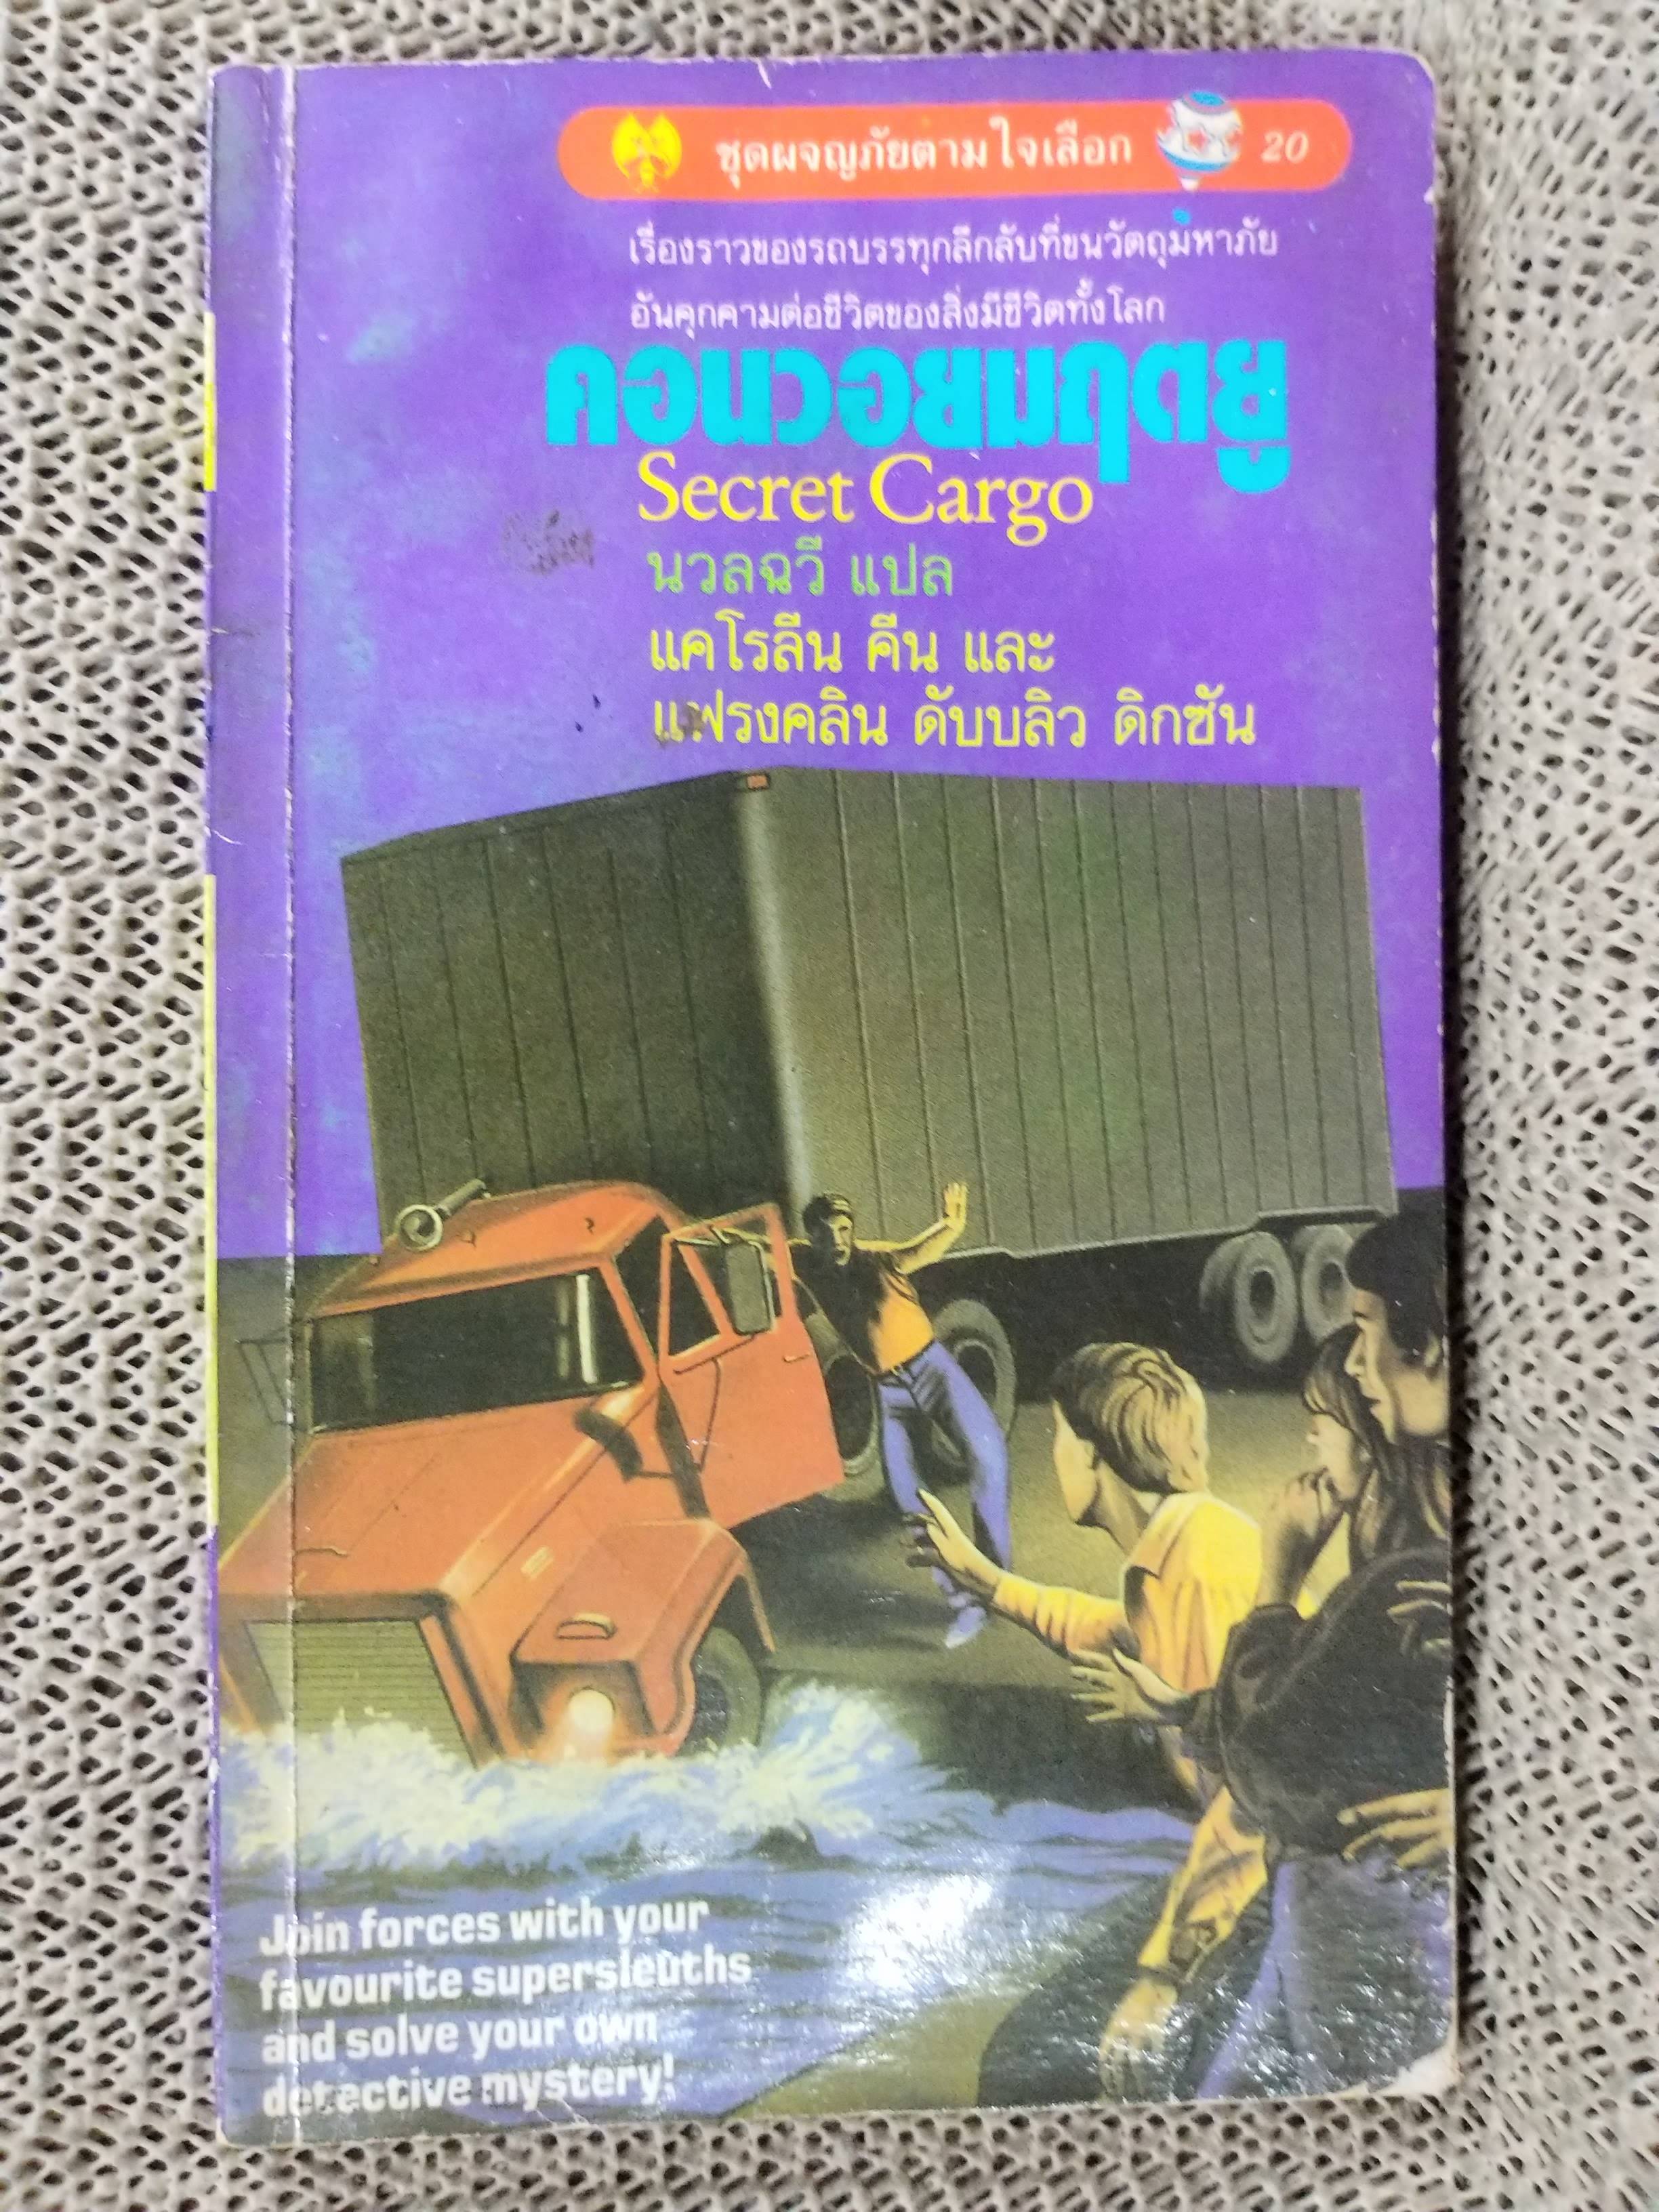 ชุดผจญภัยตามใจเลือก 20
เรื่องราวของรถบรรทุกลึกลับที่ขนวัตถุมหาภัย
อันคุกคามต่อชีวิตของสิ่งมีชีวิตทั้งโลก
คอนวอยมฤตยู
Secret Cargo
นวลฉวี แปล
แคโรลีน คีน และ
แฟรงคลิน ดับบลิว ดิกซัน
Join forces with your
favourite supersleuths
and solve your own
detective mystery!